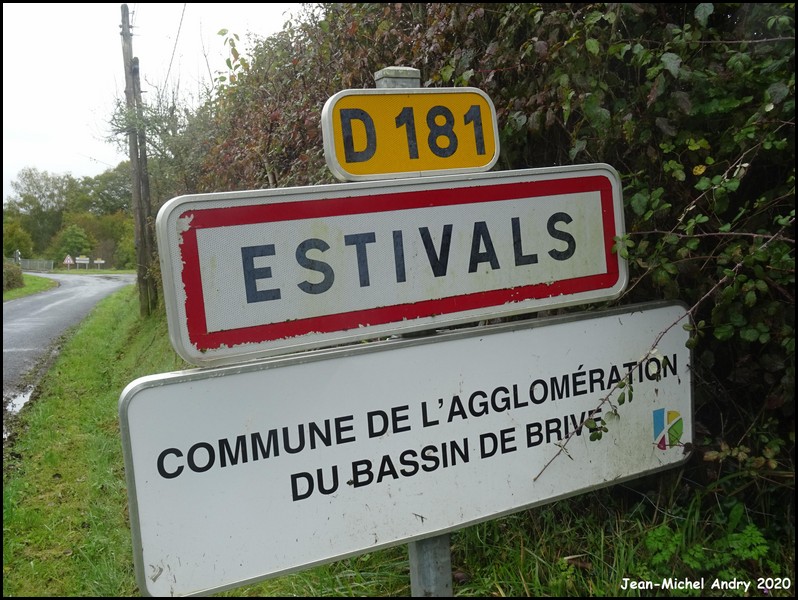 D 181
ESTIVALS
COMMUNE DE L'AGGLOMÉRATION
DU BASSIN DE BRIVE
Jean-Michel Andry 2020